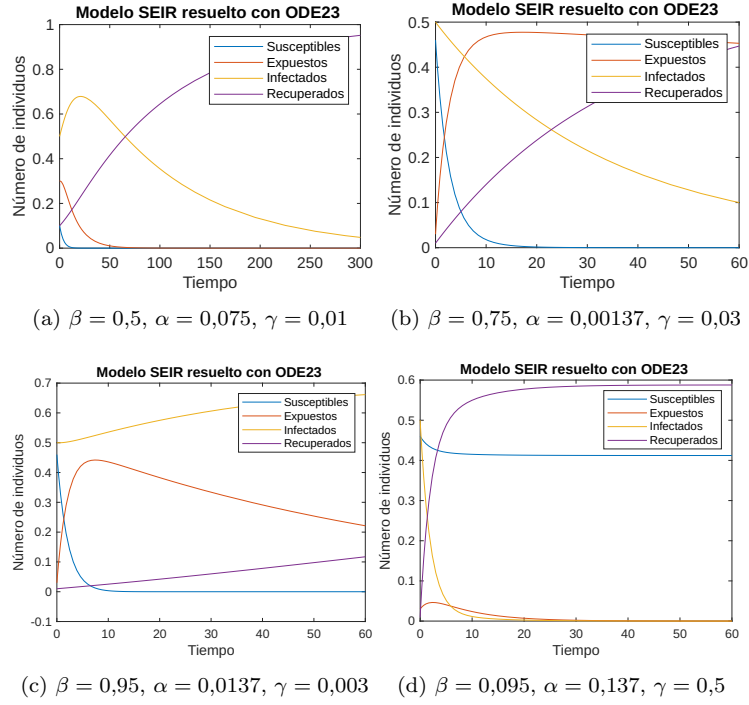 Modelo SEIR resuelto con ODE23
Número de individuos
1
0.8
0.6
0.4
0.2
0
Susceptibles
Expuestos
Infectados
Recuperados
0 50 100 150 200 250 300
Tiempo
(a) β = 0,5, α = 0,075, γ = 0,01
Modelo SEIR resuelto con ODE23
Número de individuos
0.5
0.4
0.3
0.2
0.1
0
Susceptibles
Expuestos
Infectados
Recuperados
0 20 40 60
10 30 50
Tiempo
(b) β = 0,75, α = 0,00137, γ = 0,03
Modelo SEIR resuelto con ODE23
Número de individuos
0.7
0.6
0.5
0.4
0.3
0.2
0.1
0
-0.1
Susceptibles
Expuestos
Infectados
Recuperados
0 10 20 30 40 50 60
Tiempo
(c) β = 0,95, α = 0,0137, γ = 0,003
Modelo SEIR resuelto con ODE23
Número de individuos
0.6
0.5
0.4
0.3
0.2
0.1
0
Susceptibles
Expuestos
Infectados
Recuperados
0 10 20 30 40 50 60
Tiempo
(d) β = 0,095, α = 0,137, γ = 0,5